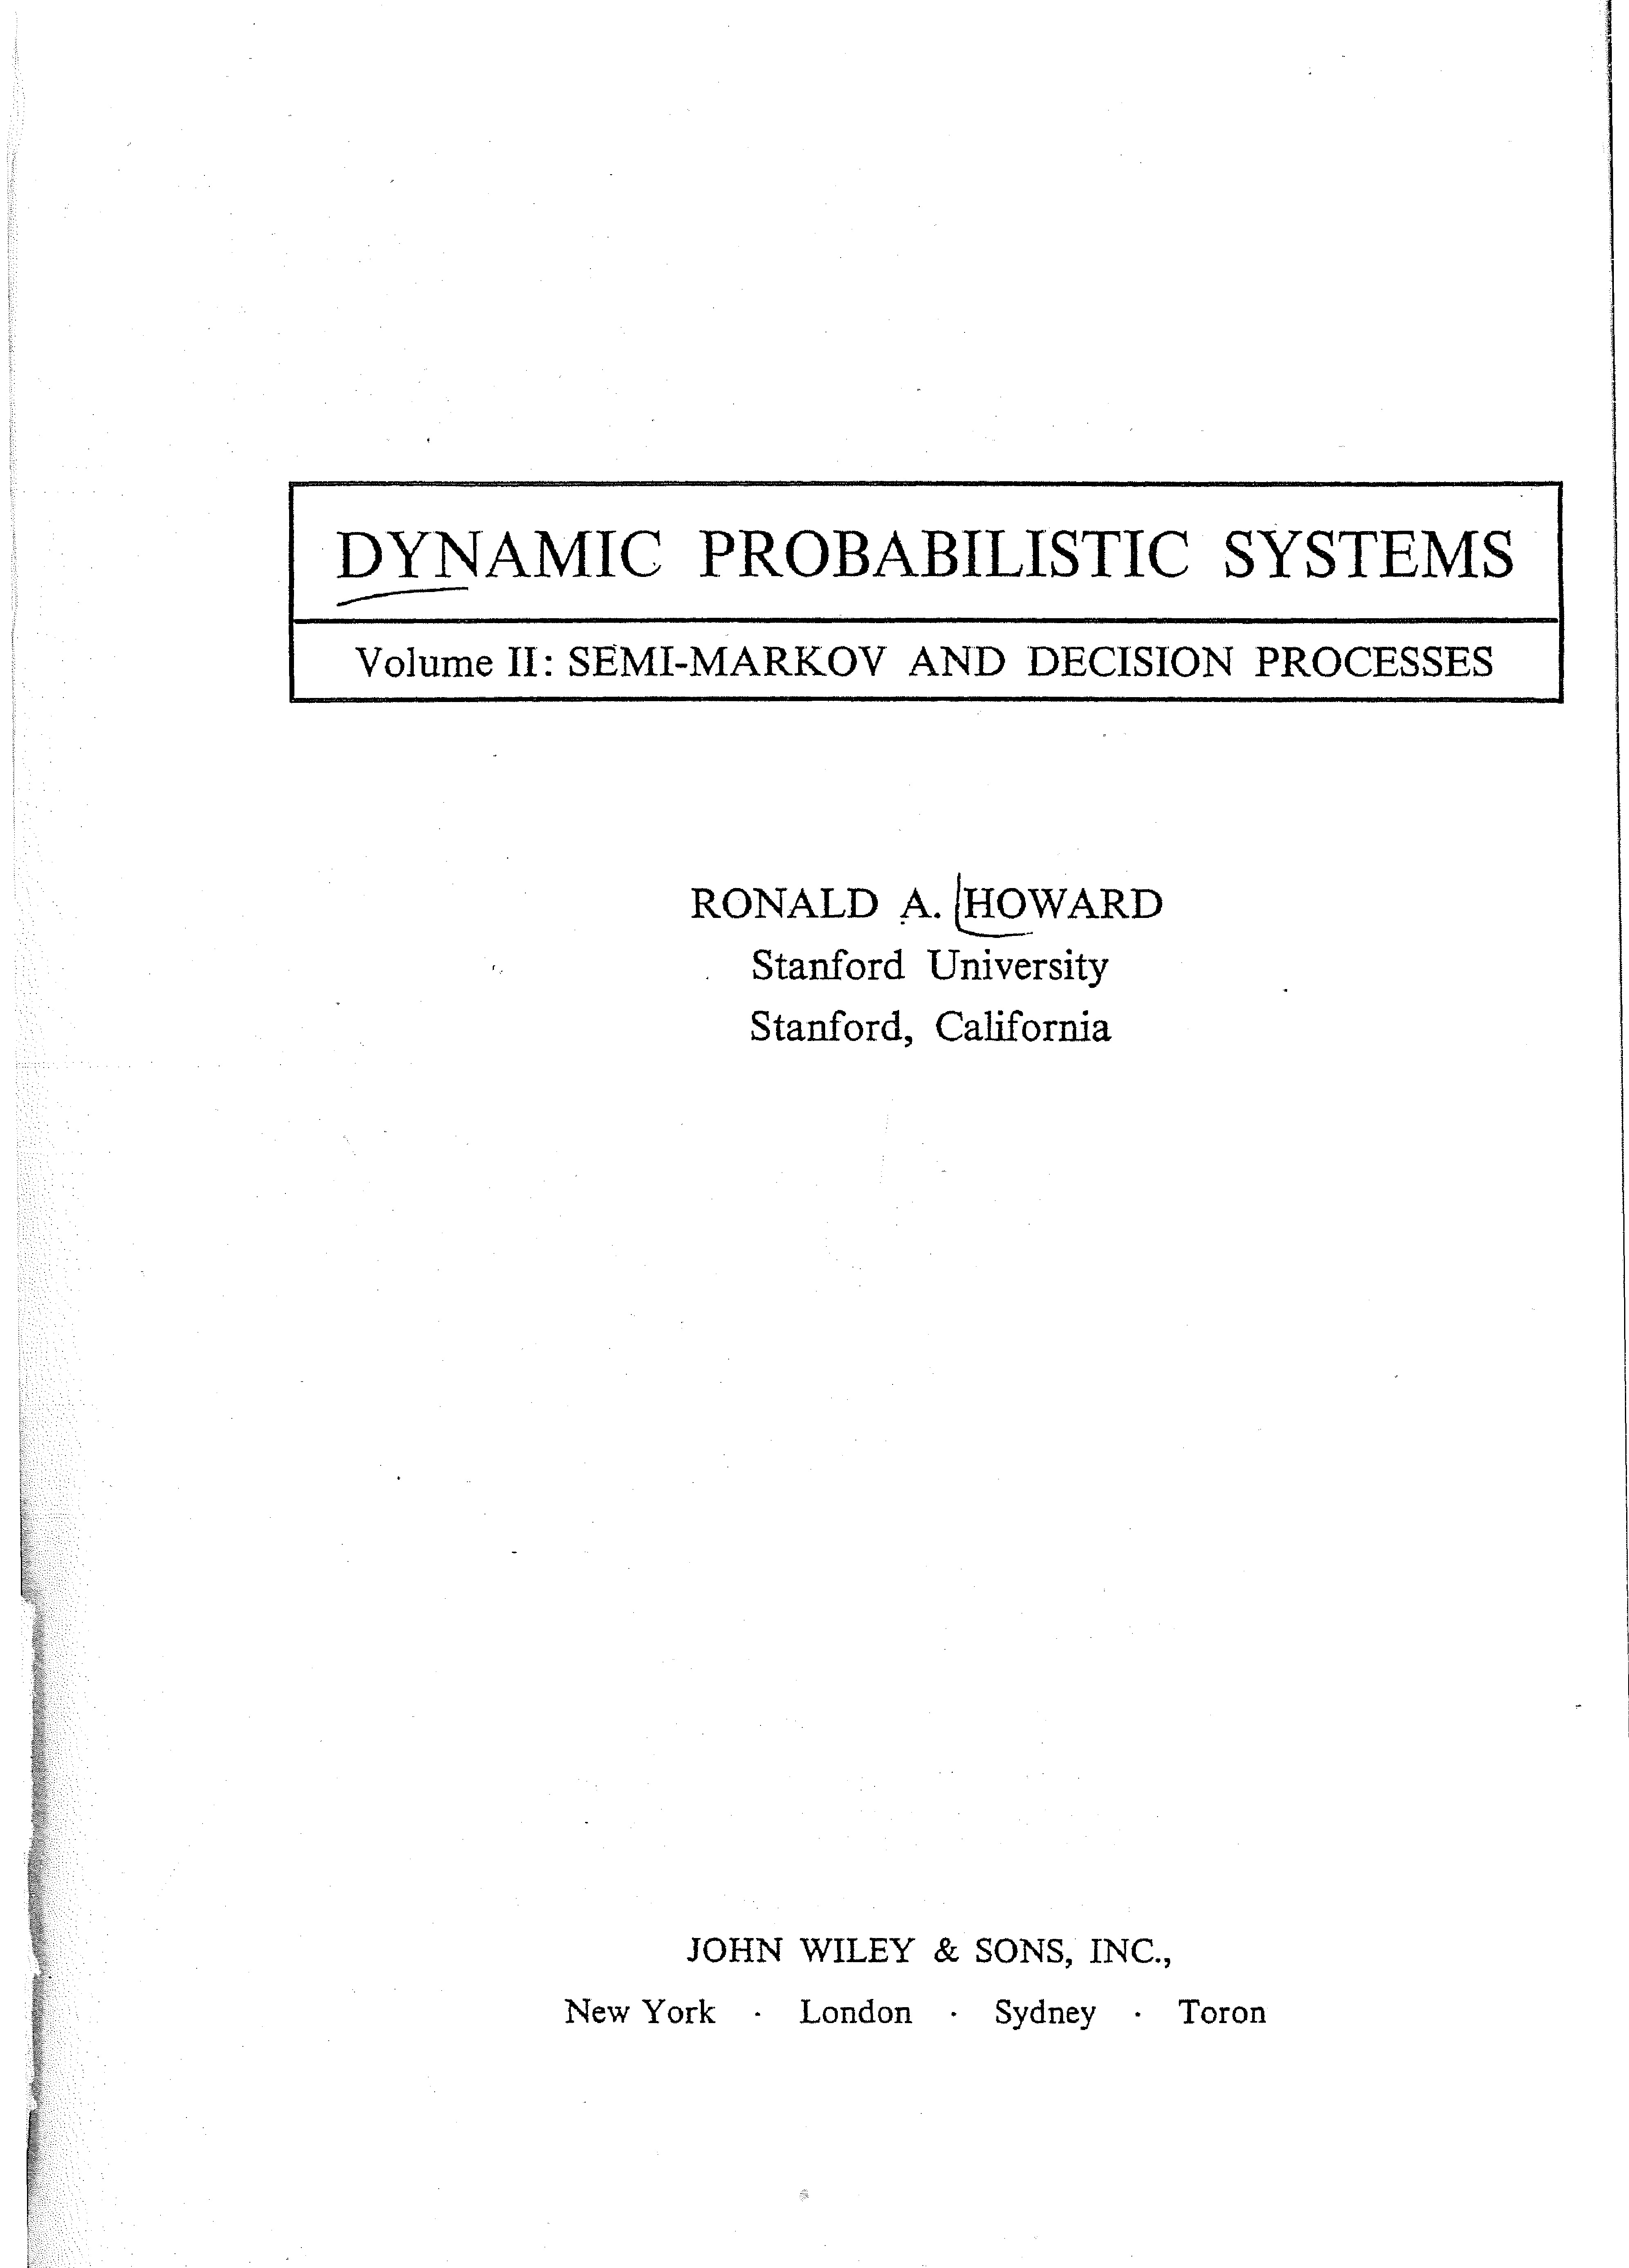 DYNAMIC PROBABILISTIC SYSTEMS
Volume II: SEMI-MARKOV AND DECISION PROCESSES
RONALD A. HOWARD
Stanford University
Stanford, California
JOHN WILEY & SONS, INC.,
New York · London · Sydney · Toron